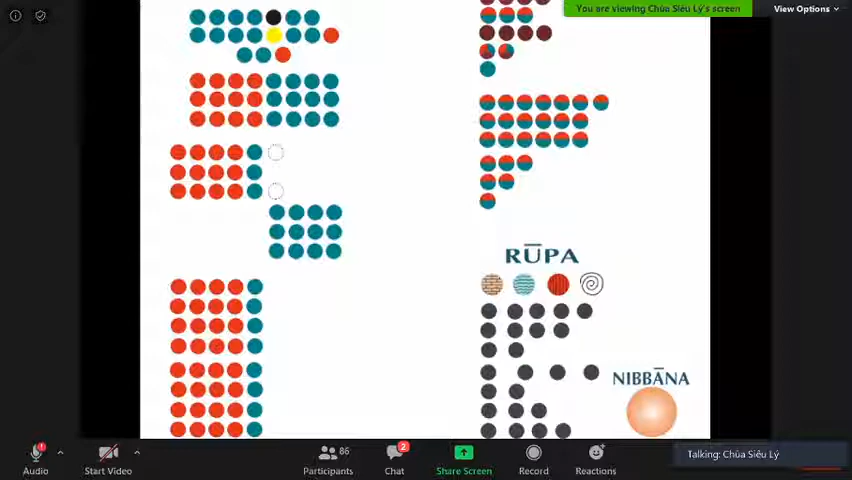 You are viewing Chùa Siêu Lý's screen
View Options
RŪPA
NIBBĀNA
Talking: Chùa Siêu Lý
Audio
Start Video
86
Participants
2
Chat
Share Screen
Record
Reactions